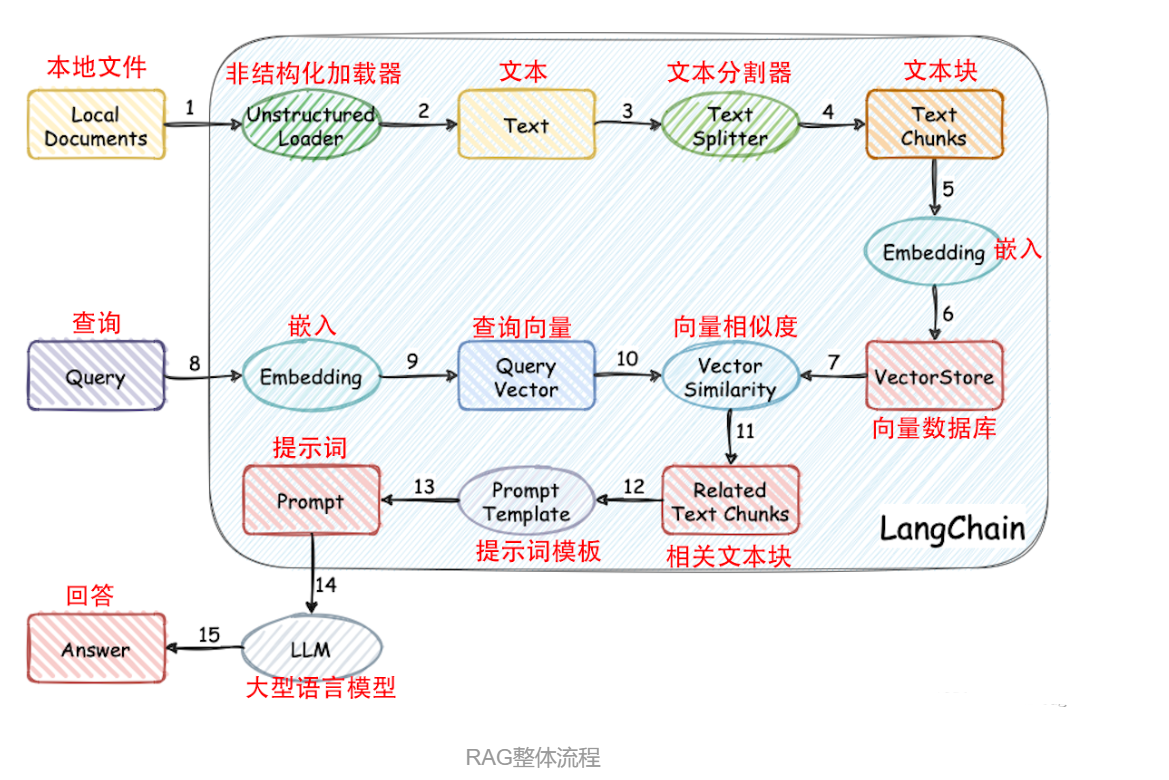 本地文件
非结构化加载器
文本
文本分割器
文本块
Local
Documents
1
Unstructured
Loader
2
Text
3
Text
Splitter
4
Text
Chunks
5
Embedding
嵌入
6
查询
嵌入
查询向量
向量相似度
Query
8
Embedding
9
Query
Vector
10
Vector
Similarity
7
VectorStore
向量数据库
11
提示词
Prompt
13
Prompt
Template
12
Related
Text Chunks
提示词模板
相关文本块
LangChain
14
回答
Answer
15
LLM
大型语言模型
RAG整体流程